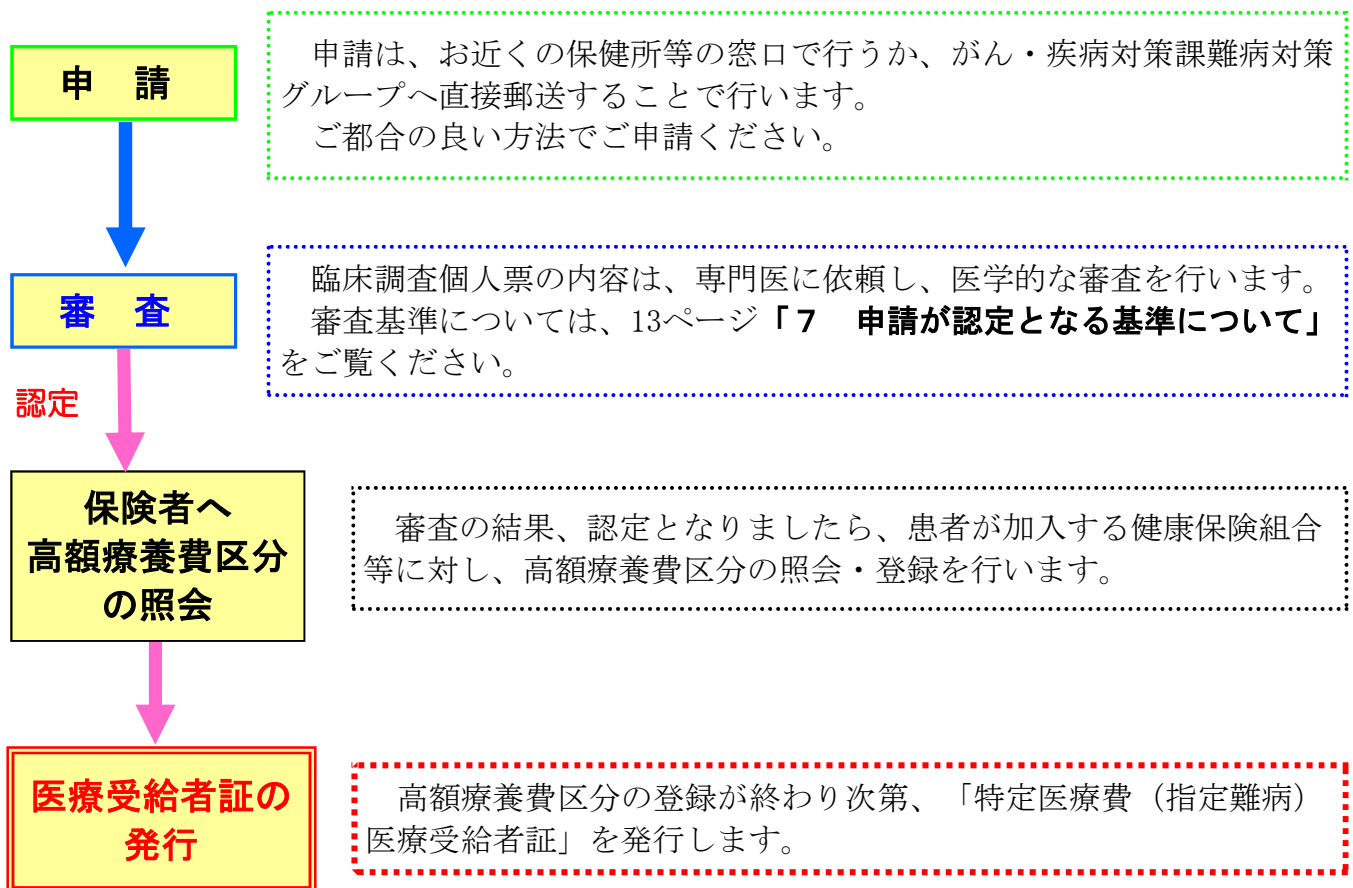 申　請
　申請は、お近くの保健所等の窓口で行うか、がん・疾病対策課難病対策
グループへ直接郵送することで行います。
　ご都合の良い方法でご申請ください。
審　査
　臨床調査個人票の内容は、専門医に依頼し、医学的な審査を行います。
　審査基準については、13ページ「７　申請が認定となる基準について」
をご覧ください。
認定
保険者へ
高額療養費区分
の照会
　審査の結果、認定となりましたら、患者が加入する健康保険組合
等に対し、高額療養費区分の照会・登録を行います。
医療受給者証の
発行
　高額療養費区分の登録が終わり次第、「特定医療費（指定難病）
医療受給者証」を発行します。